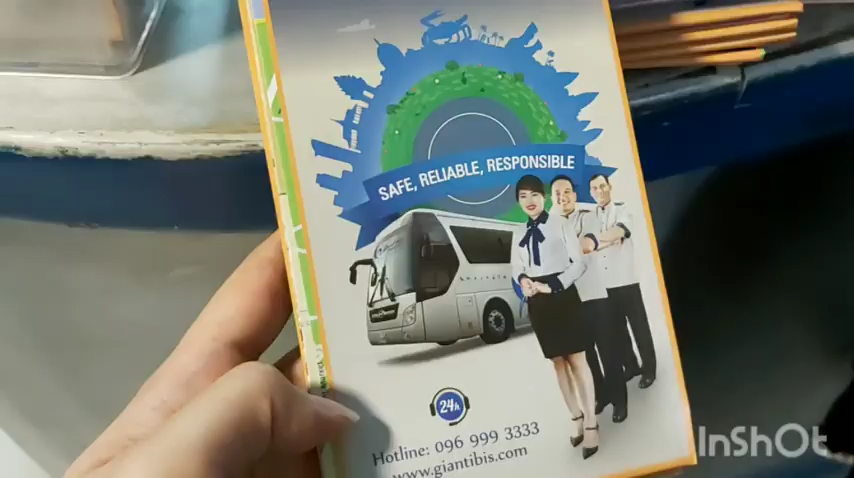 SAFE, RELIABLE, RESPONSIBLE
24h
Hotline: 096 999 3333
www.giantibis.com
InShOt